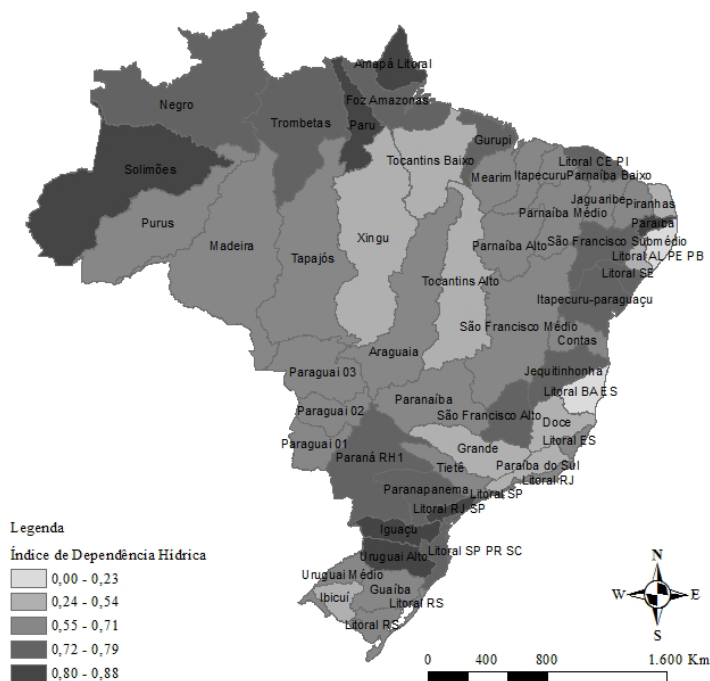 Amapá Litoral
Negro
Foz Amazonas
Trombetas
Paru
Gurupi
Solimões
Tocantins Baixo
Litoral CE PI
Mearim
Itapecuru
Parnaíba Baixo
Jaguaribe
Piranhas
Purus
Parnaíba Médio
Paraíba
Madeira
Xingu
Tapajós
Parnaíba Alto
São Francisco Submédio
Litoral AL PE PB
Litoral SE
Tocantins Alto
Itapecuru-paraguaçu
São Francisco Médio
Contas
Araguaia
Paraguai 03
Jequitinhonha
Litoral BA ES
Paranaíba
Paraguai 02
São Francisco Alto
Doce
Paraguai 01
Grande
Litoral ES
Paraná RH1
Tietê
Paraíba do Sul
Litoral RJ
Paranapanema
Litoral SP
Litoral RJ SP
Iguaçu
Uruguai Alto
Litoral SP PR SC
Uruguai Médio
Guaíba
Ibicuí
Litoral RS
Litoral RS
Legenda
Índice de Dependência Hídrica
0,00 - 0,23
0,24 - 0,54
0,55 - 0,71
0,72 - 0,79
0,80 - 0,88
N
W
E
S
0 400 800 1.600 Km